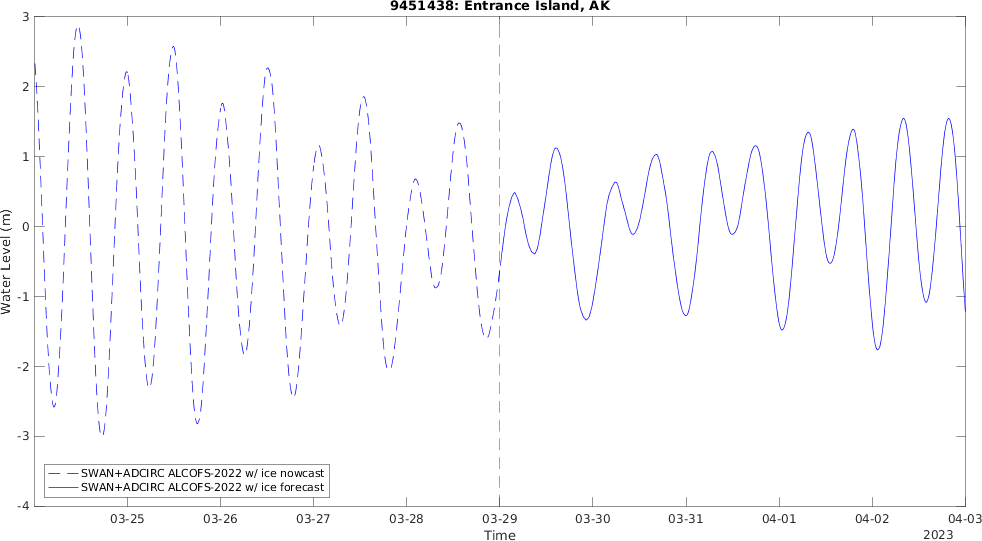 9451438: Entrance Island, AK
Water Level (m)
3
2
1
0
-1
-2
-3
-4
SWAN+ADCIRC ALCOFS-2022 w/ ice nowcast
SWAN+ADCIRC ALCOFS-2022 w/ ice forecast
03-25 03-26 03-27 03-28 03-29 03-30 03-31 04-01 04-02 04-03
Time
2023